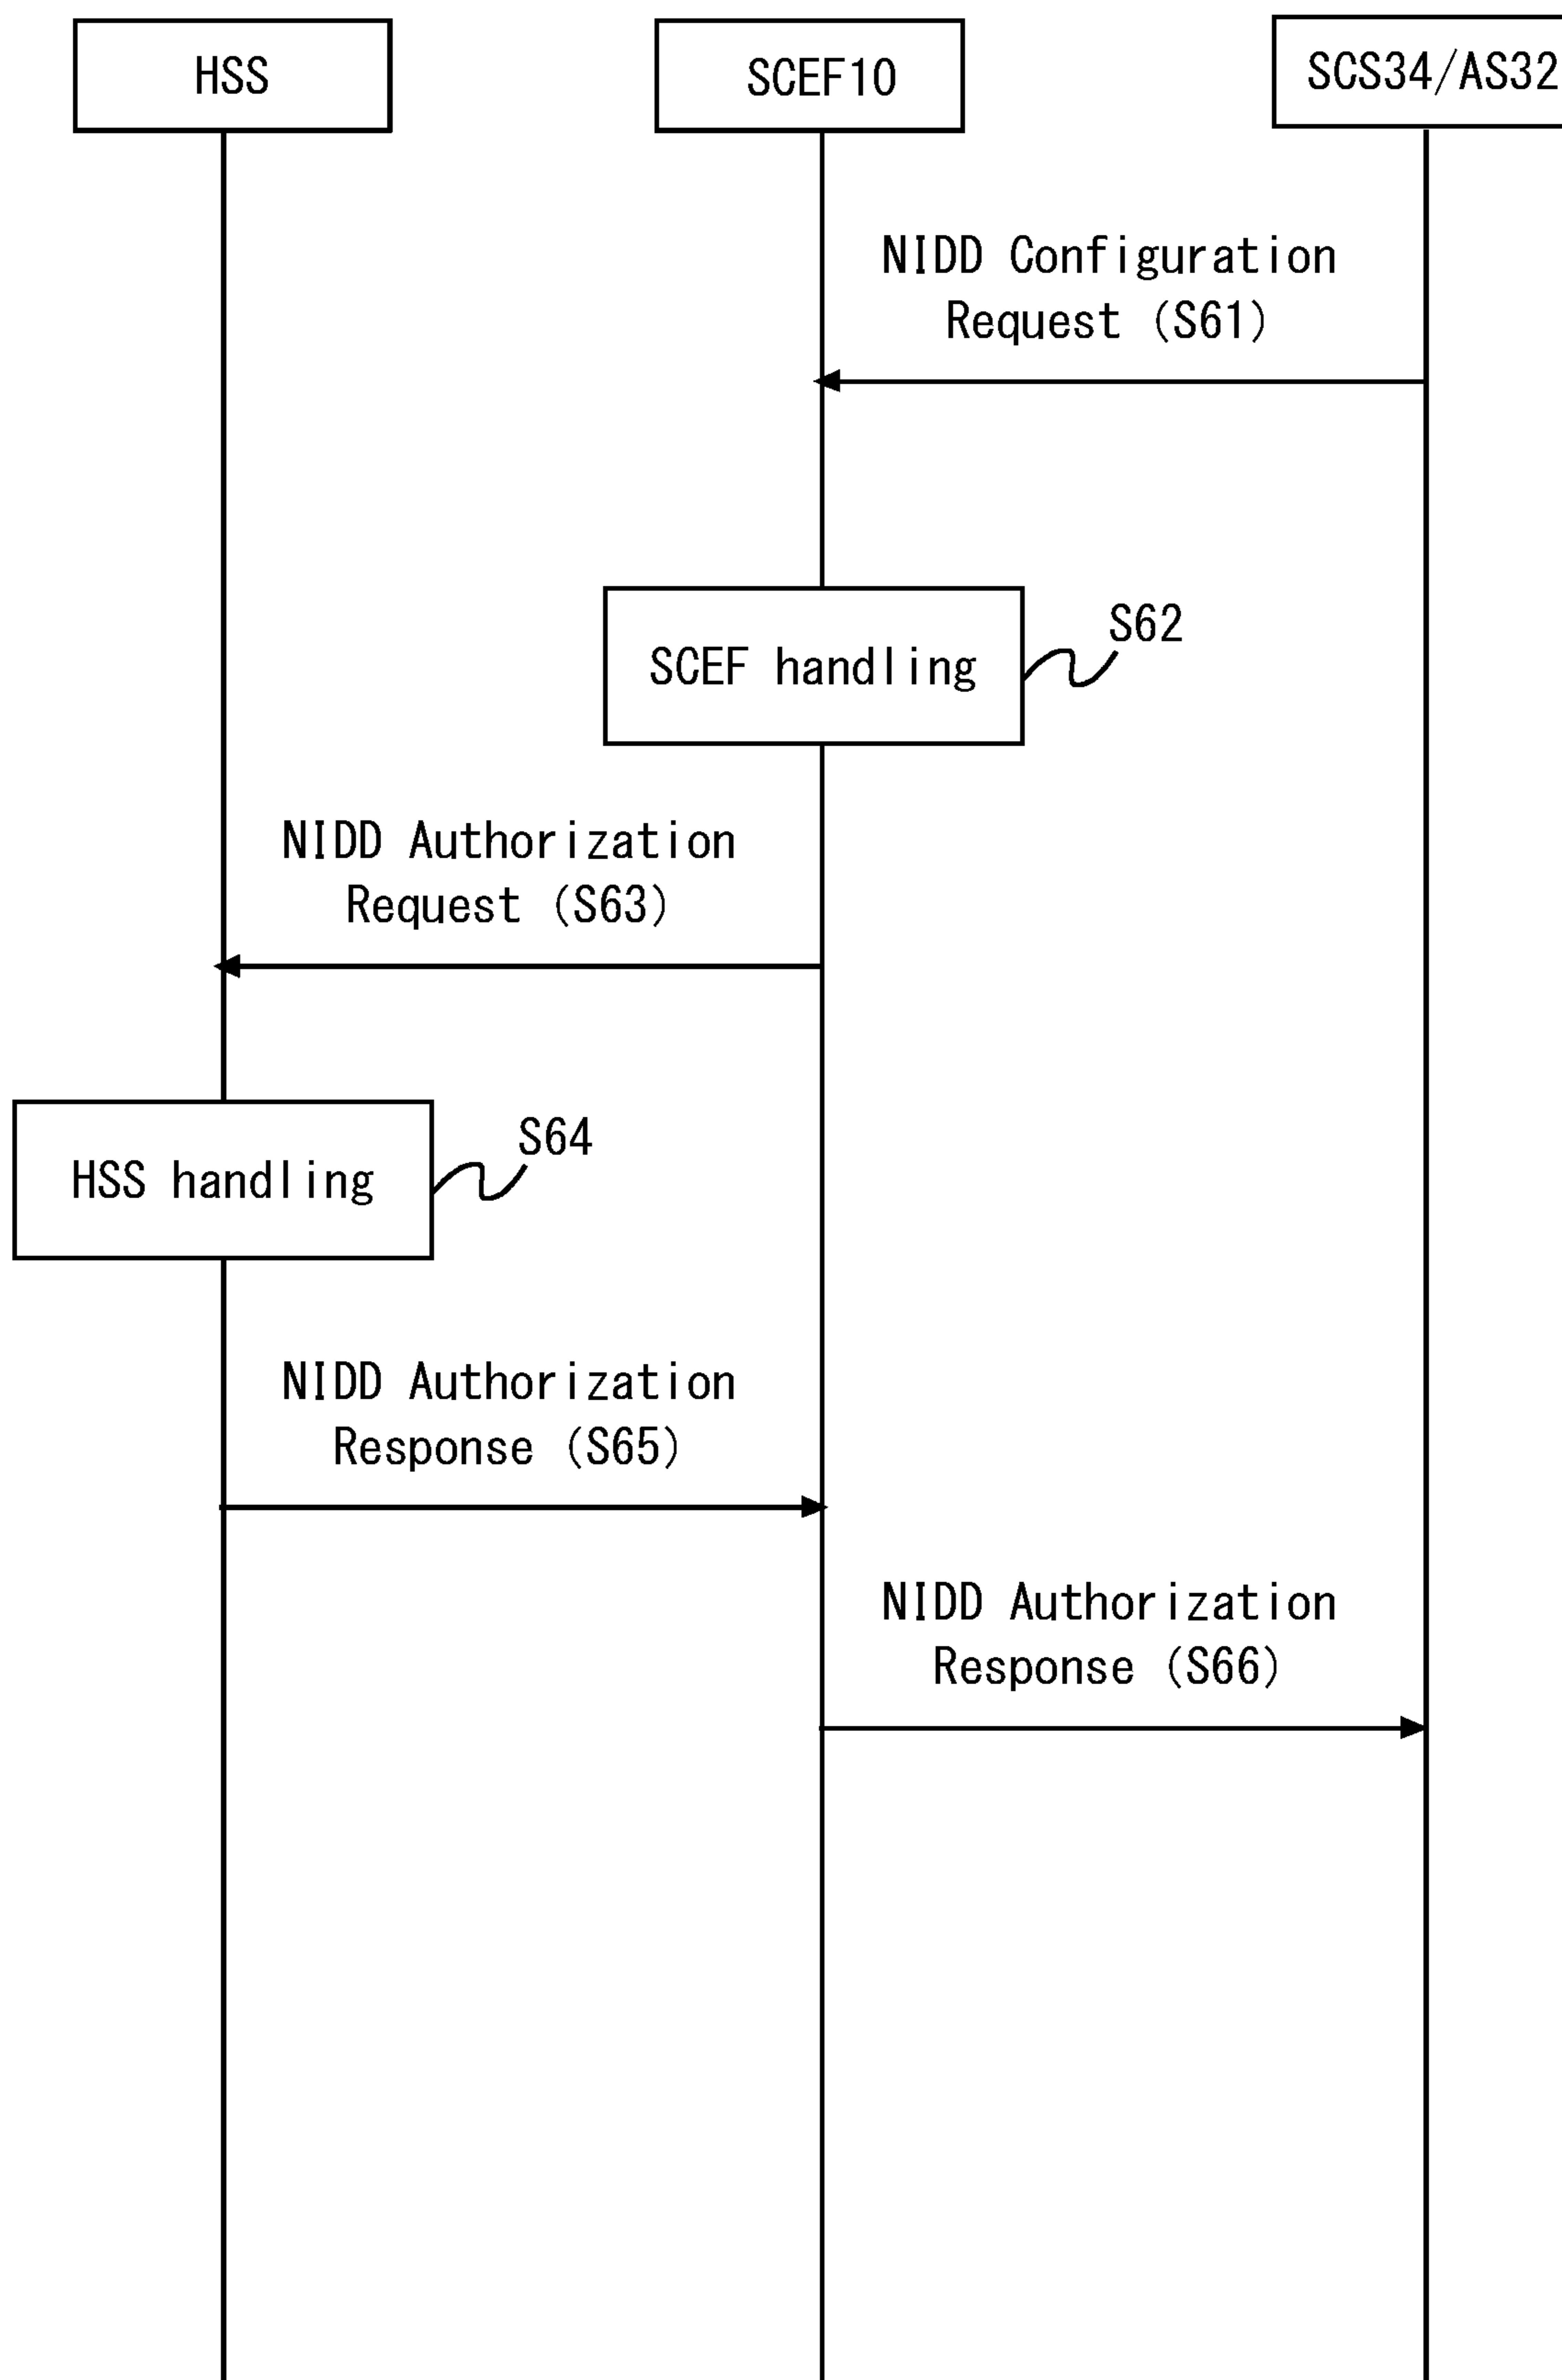 HSS
SCEF10
SCS34/AS32
NIDD Configuration
Request (S61)
SCEF handling
S62
NIDD Authorization
Request (S63)
HSS handling
S64
NIDD Authorization
Response (S65)
NIDD Authorization
Response (S66)